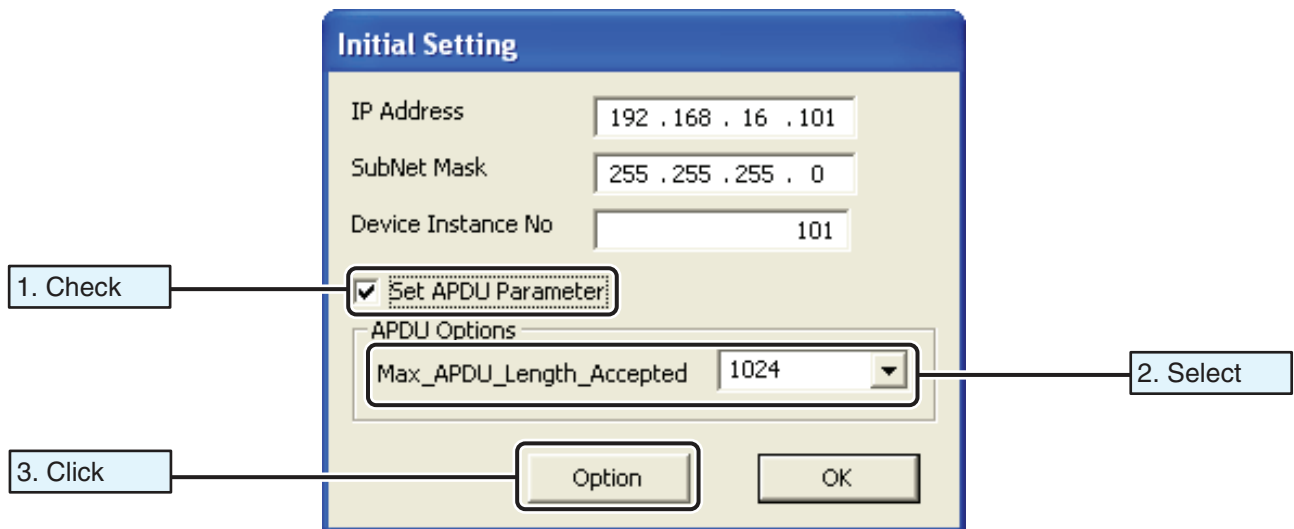 Initial Setting
IP Address 192 . 168 . 16 . 101
SubNet Mask 255 . 255 . 255 . 0
Device Instance No 101
1. Check
Set APDU Parameter
APDU Options
Max_APDU_Length_Accepted 1024
2. Select
3. Click
Option OK